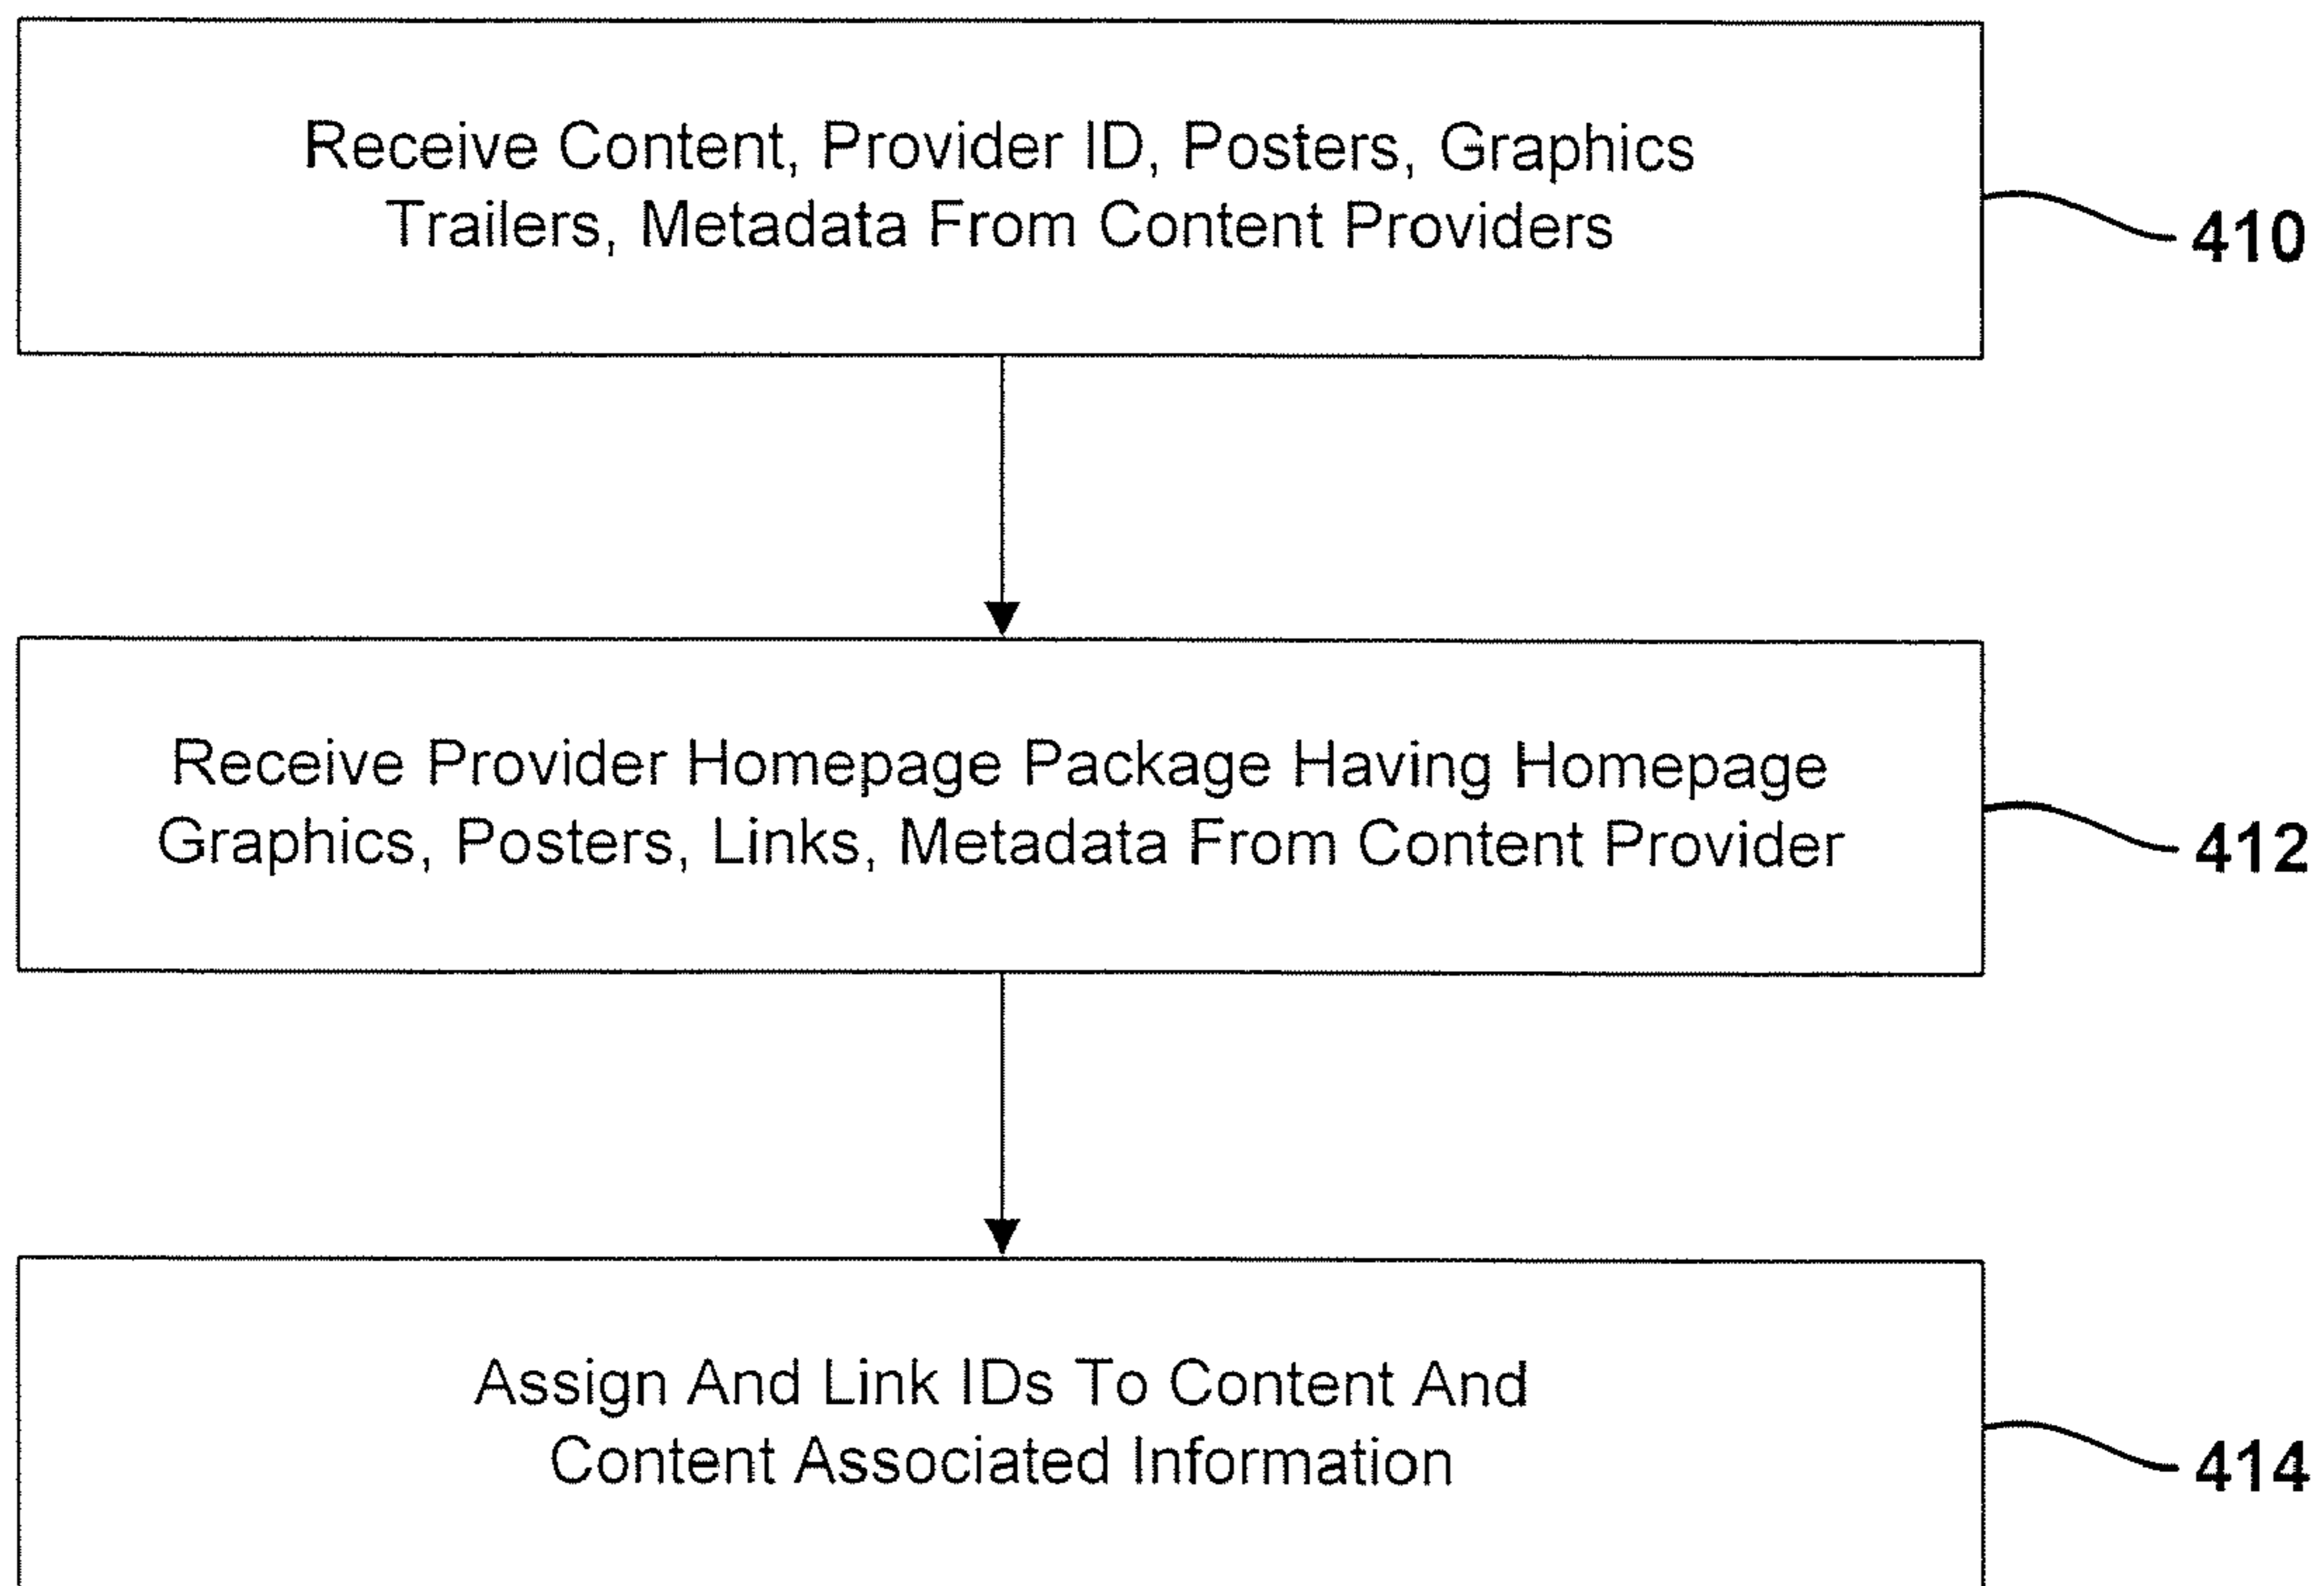 Receive Content, Provider ID, Posters, Graphics
Trailers, Metadata From Content Providers
410
Receive Provider Homepage Package Having Homepage
Graphics, Posters, Links, Metadata From Content Provider
412
Assign And Link IDs To Content And
Content Associated Information
414